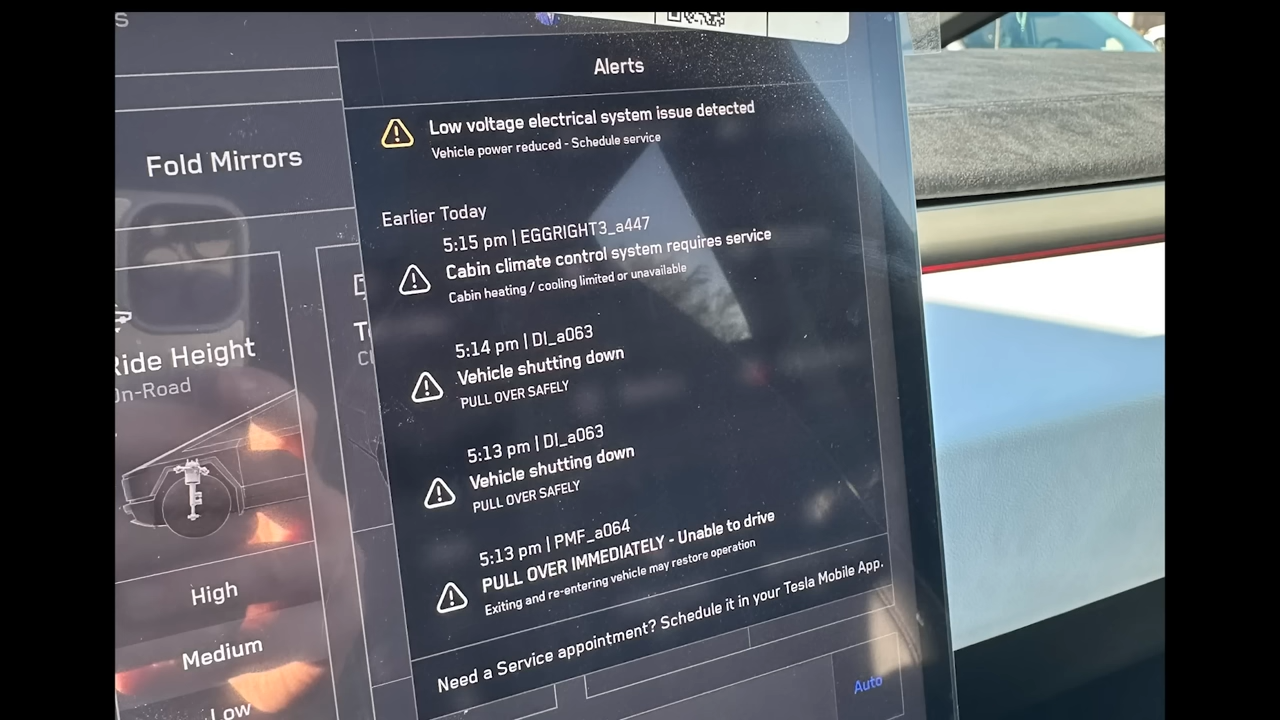 Alerts
Low voltage electrical system issue detected
Vehicle power reduced - Schedule service
Fold Mirrors
Earlier Today
5:15 pm | EGGRIGHT3_a447
Cabin climate control system requires service
Cabin heating / cooling limited or unavailable
5:14 pm | DI_a063
Vehicle shutting down
PULL OVER SAFELY
Ride Height
On-Road
5:13 pm | DI_a063
Vehicle shutting down
PULL OVER SAFELY
5:13 pm | PMF_a064
PULL OVER IMMEDIATELY - Unable to drive
Exiting and re-entering vehicle may restore operation
High
Medium
Low
Need a Service appointment? Schedule it in your Tesla Mobile App.
Auto